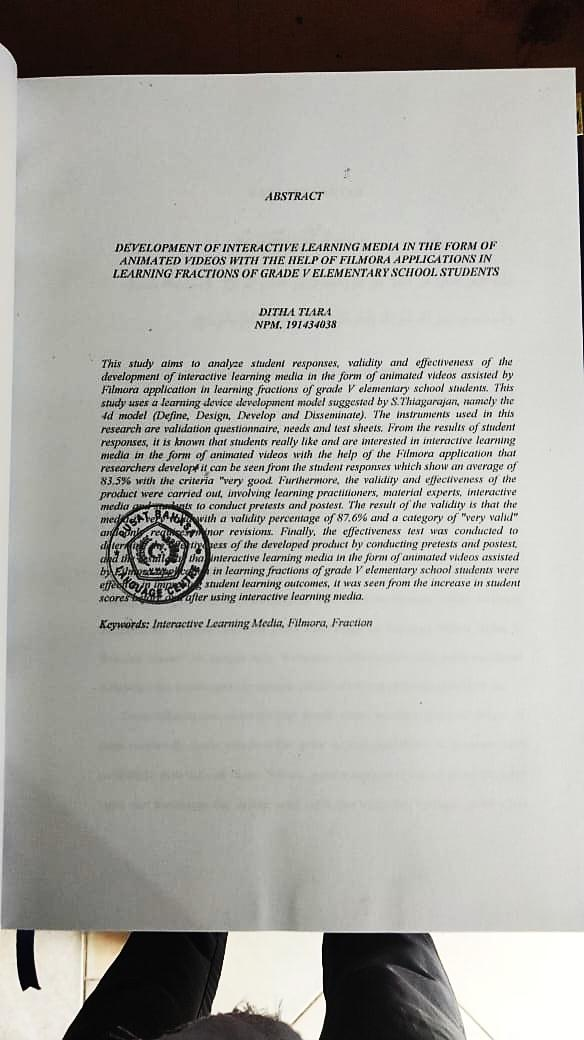 ABSTRACT
DEVELOPMENT OF INTERACTIVE LEARNING MEDIA IN THE FORM OF
ANIMATED VIDEOS WITH THE HELP OF FILMORA APPLICATIONS IN
LEARNING FRACTIONS OF GRADE V ELEMENTARY SCHOOL STUDENTS
DITHA TIARA
NPM. 191434038
This study aims to analyze student responses, validity and effectiveness of the
development of interactive learning media in the form of animated videos assisted by
Filmora application in learning fractions of grade V elementary school students. This
study uses a learning device development model suggested by S.Thiagarajan, namely the
4d model (Define, Design, Develop and Disseminate). The instruments used in this
research are validation questionnaire, needs and test sheets. From the results of student
responses, it is known that students really like and are interested in interactive learning
media in the form of animated videos with the help of the Filmora application that
researchers develop it can be seen from the student responses which show an average of
83.5% with the criteria "very good. Furthermore, the validity and effectiveness of the
product were carried out, involving learning practitioners, material experts, interactive
media and students to conduct pretests and postest. The result of the validity is that the
with a validity percentage of 87.6% and a category of "very valid"
minor revisions. Finally, the effectiveness test was conducted to
of the developed product by conducting pretests and postest,
and the interactive learning media in the form of animated videos assisted
by in learning fractions of grade V elementary school students were
student learning outcomes, it was seen from the increase in student
scores after using interactive learning media.
Keywords: Interactive Learning Media, Filmora, Fraction
PUSAT BAHASA
LANGUAGE CENTER